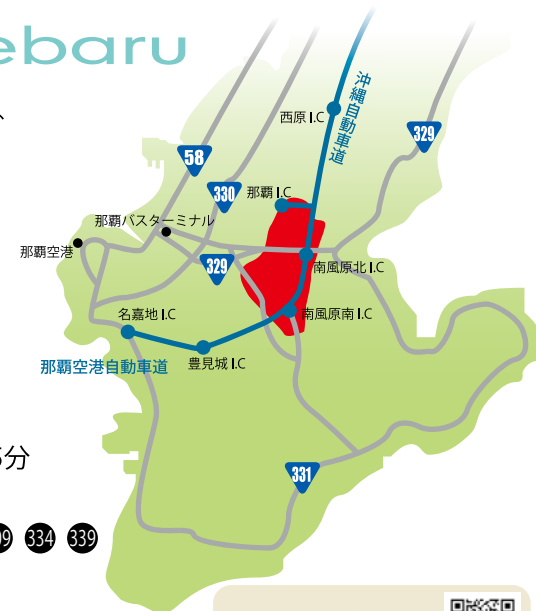 ebaru
、
西原 I.C
沖縄自動車道
329
58
330
那覇 I.C
那覇バスターミナル
那覇空港
329
南風原北 I.C
名嘉地 I.C
南風原南 I.C
那覇空港自動車道
豊見城 I.C
分
331
334 339